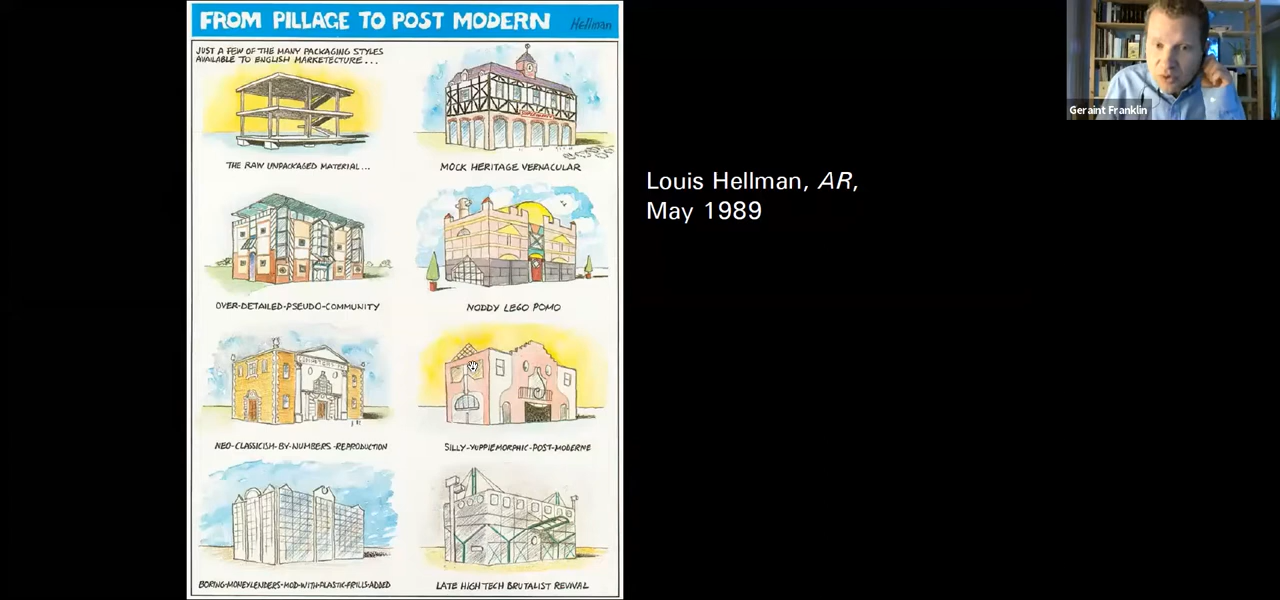 FROM PILLAGE TO POST MODERN
Hellman
JUST A FEW OF THE MANY PACKAGING STYLES
AVAILABLE TO ENGLISH MARKETECTURE...
THE RAW UNPACKAGED MATERIAL...
MOCK HERITAGE VERNACULAR
OVER-DETAILED-PSEUDO-COMMUNITY
NODDY LEGO POMO
NEO-CLASSICISM-BY-NUMBERS-REPRODUCTION
SILLY-YUPPIEMORPHIC-POST-MODERNE
BORING-MONEYLENDERS-MOD-WITH-PLASTIC-FRILLS-ADDED
LATE HIGH TECH BRUTALIST REVIVAL
Louis Hellman, AR,
May 1989
Geraint Franklin